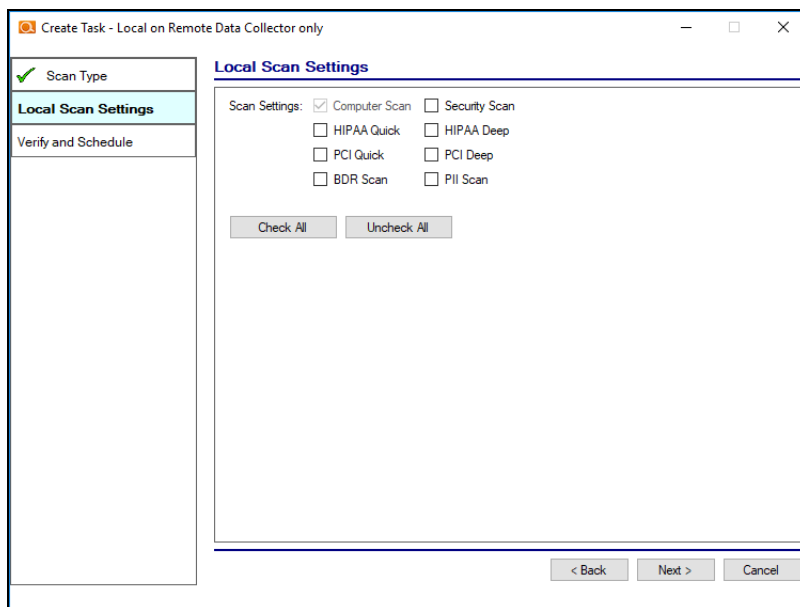 Create Task - Local on Remote Data Collector only
Scan Type
Local Scan Settings
Verify and Schedule
Local Scan Settings
Scan Settings: Computer Scan Security Scan
HIPAA Quick HIPAA Deep
PCI Quick PCI Deep
BDR Scan PII Scan
Check All Uncheck All
< Back Next > Cancel